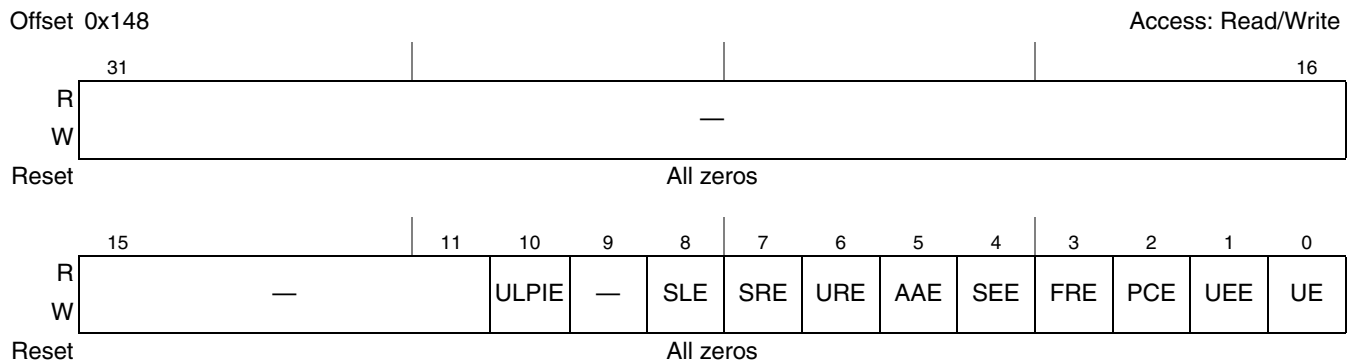 Offset 0x148 Access: Read/Write
31 16
R
—
W
Reset All zeros
15 11 10 9 8 7 6 5 4 3 2 1 0
R
— ULPIE — SLE SRE URE AAE SEE FRE PCE UEE UE
W
Reset All zeros